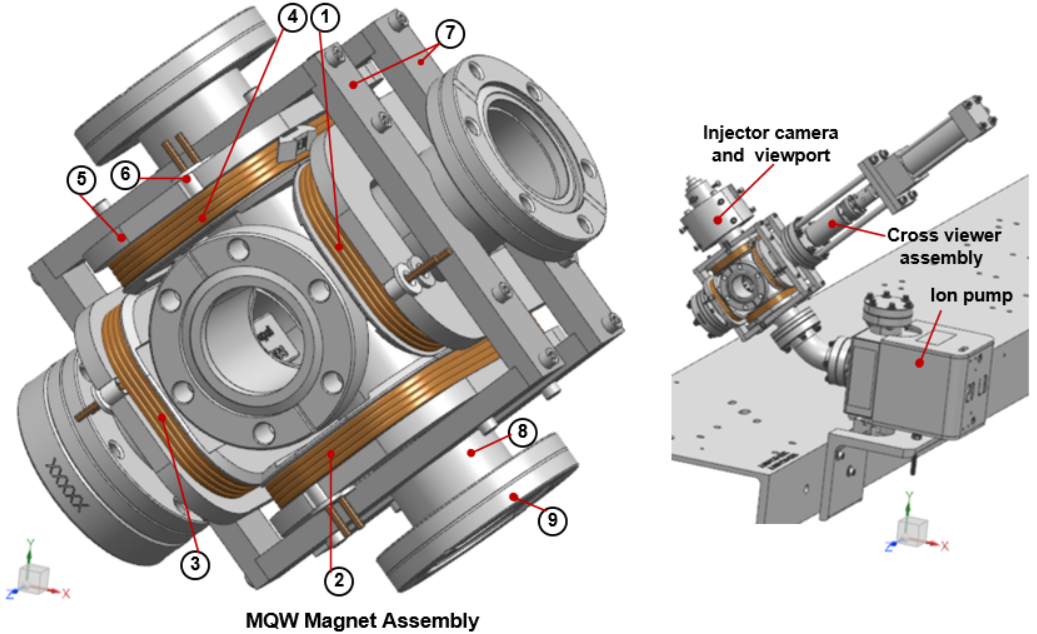 4
1
7
Injector camera
and viewport
5
6
Cross viewer
assembly
Ion pump
XXXXX
8
9
3
2
Y
Z
X
Y
Z
X
MQW Magnet Assembly